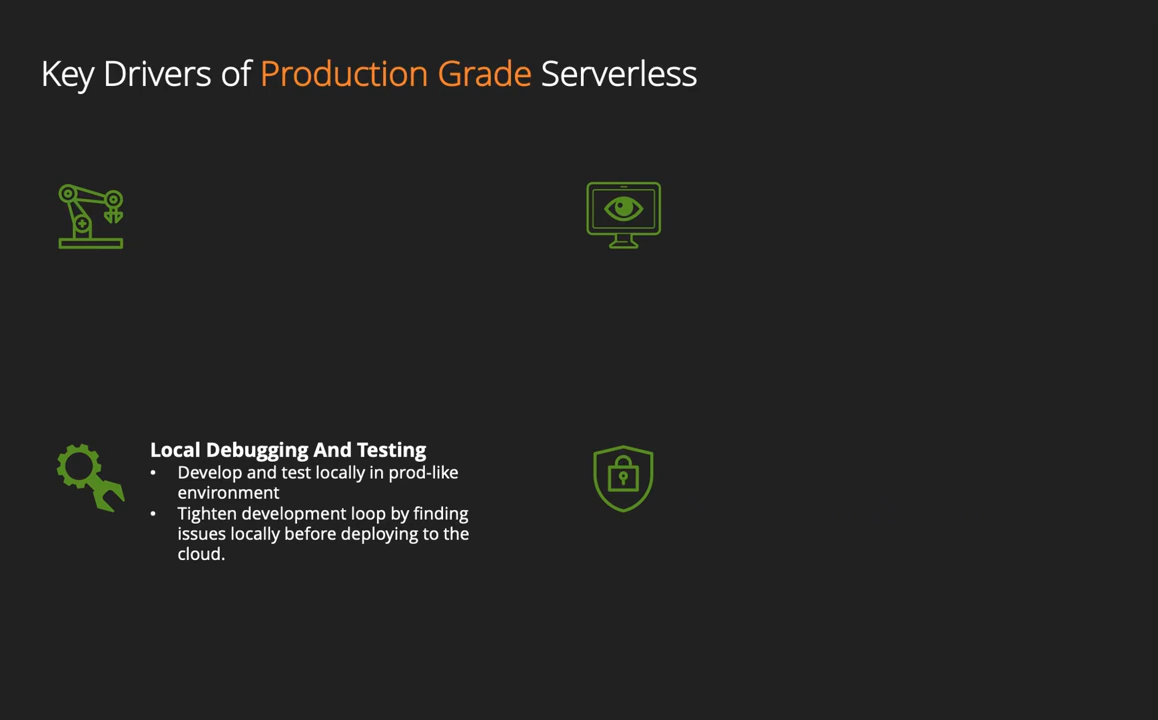 Key Drivers of Production Grade Serverless
Local Debugging And Testing
• Develop and test locally in prod-like
environment
• Tighten development loop by finding
issues locally before deploying to the
cloud.